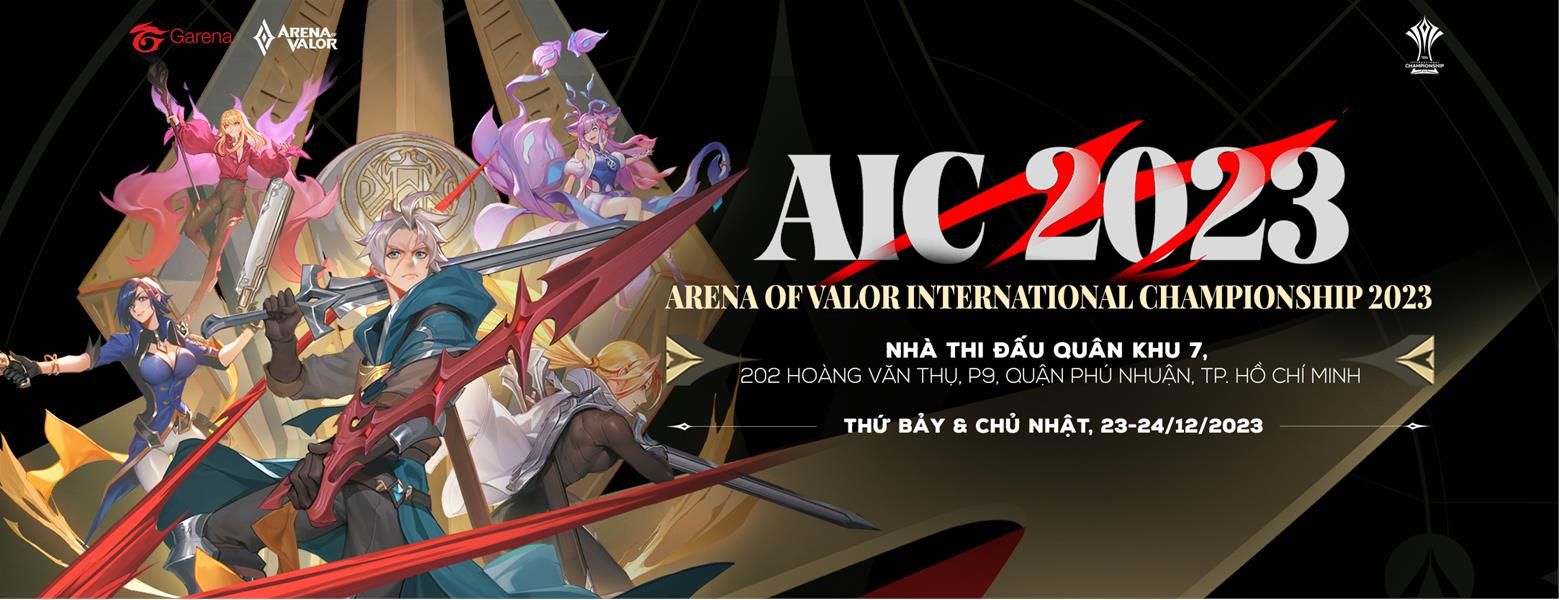 Garena
ARENA OF
VALOR
INTERNATIONAL
CHAMPIONSHIP
AIC 2023
ARENA OF VALOR INTERNATIONAL CHAMPIONSHIP 2023
NHÀ THI ĐẤU QUÂN KHU 7,
202 HOÀNG VĂN THỤ, P9, QUẬN PHÚ NHUẬN, TP. HỒ CHÍ MINH
THỨ BẢY & CHỦ NHẬT, 23-24/12/2023